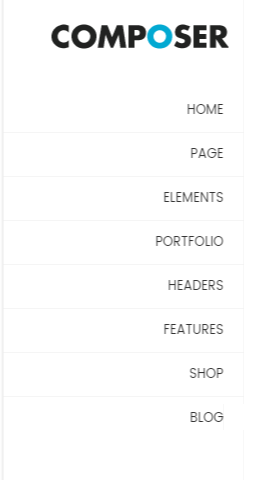 COMPOSER
HOME
PAGE
ELEMENTS
PORTFOLIO
HEADERS
FEATURES
SHOP
BLOG